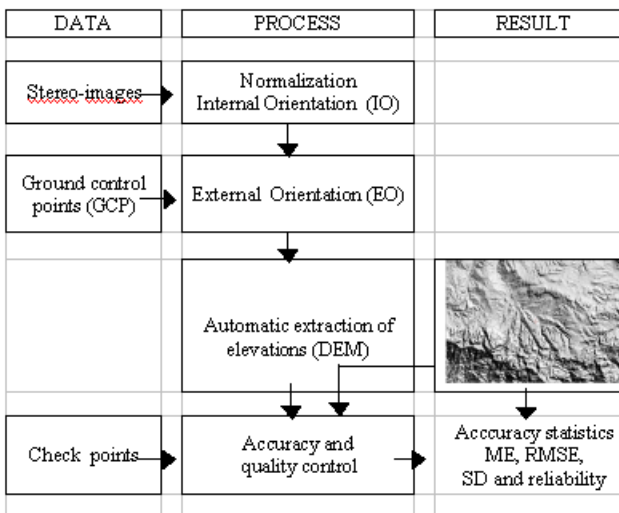 DATA
PROCESS
RESULT
Stereo-images
Normalization
Internal Orientation (IO)
Ground control
points (GCP)
External Orientation (EO)
Automatic extraction of
elevations (DEM)
Check points
Accuracy and
quality control
Acccuracy statistics
ME, RMSE,
SD and reliability